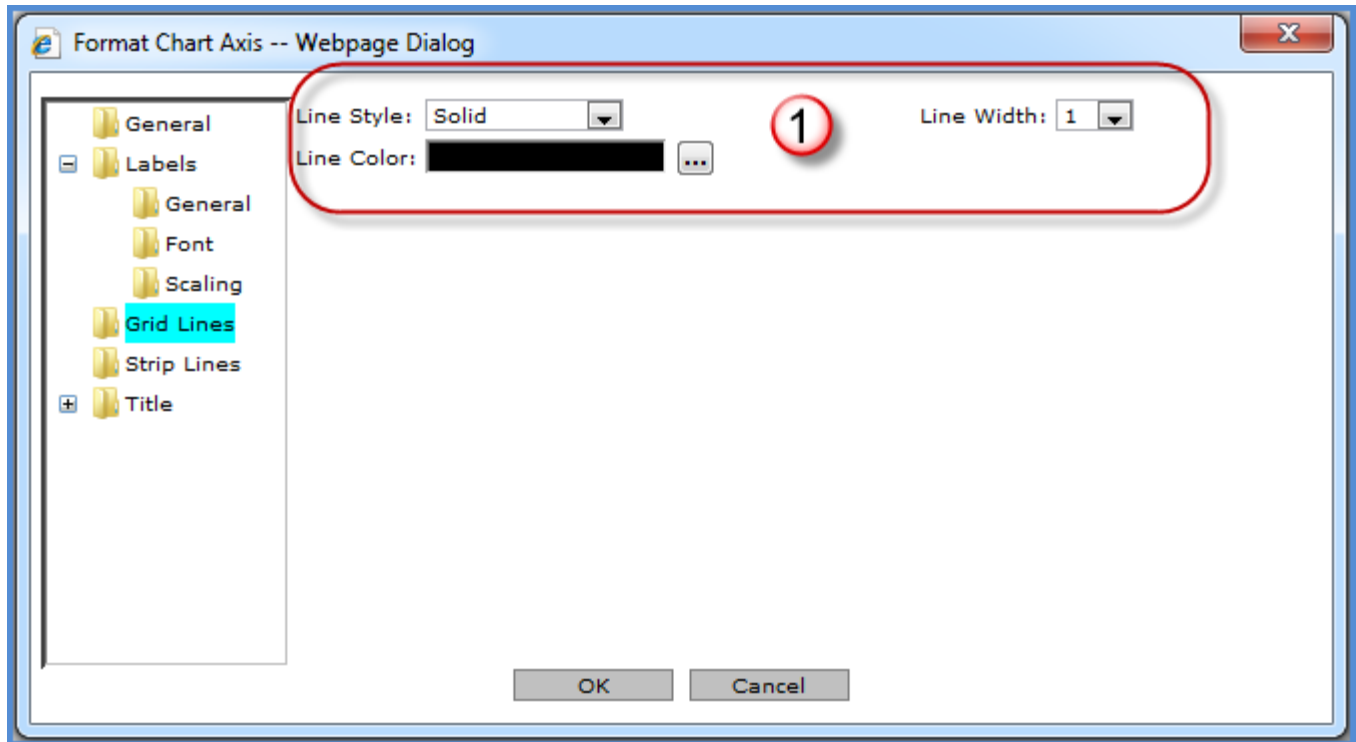 Format Chart Axis -- Webpage Dialog
General
Labels
General
Font
Scaling
Grid Lines
Strip Lines
Title
Line Style: Solid
1
Line Width: 1
Line Color: ...
OK Cancel